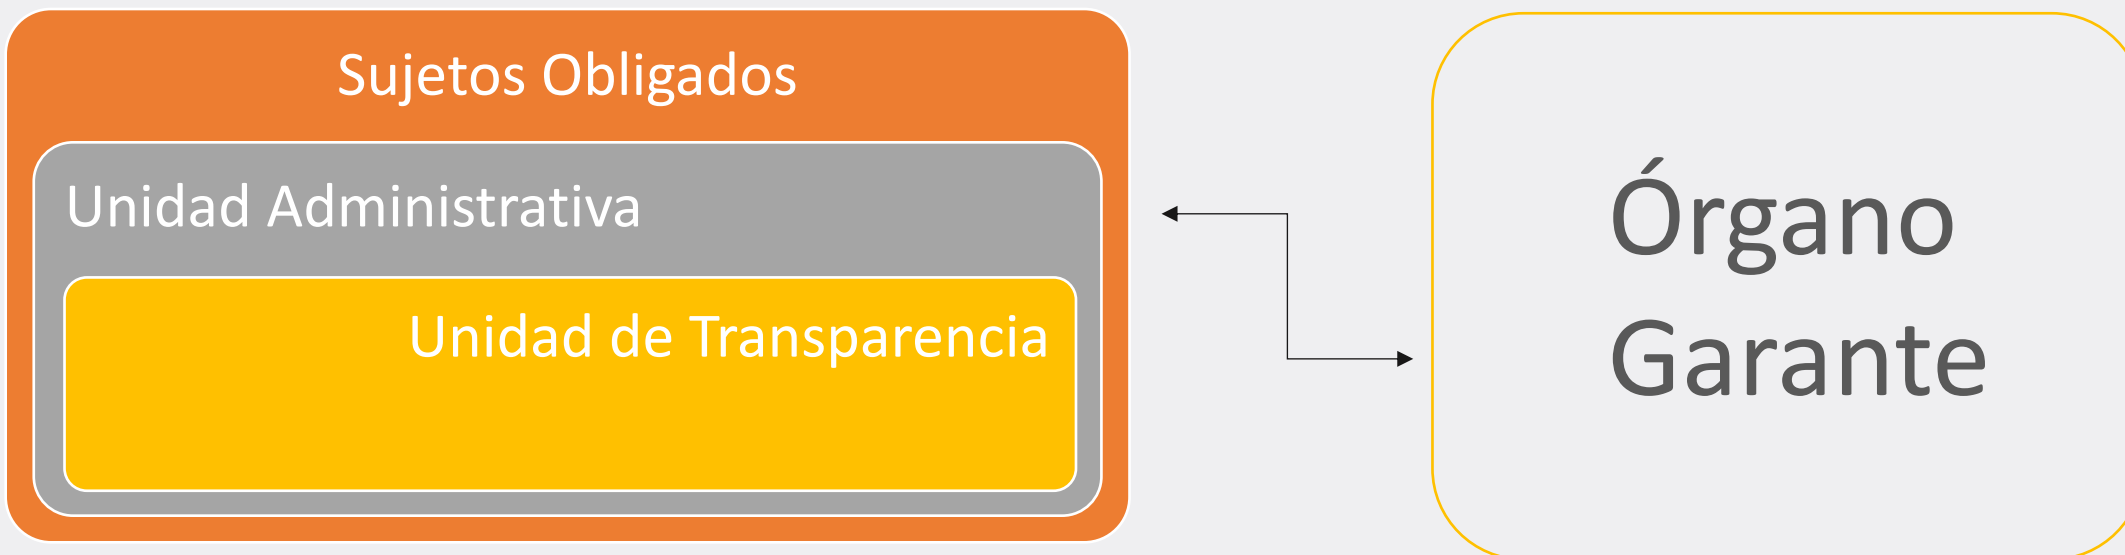 Sujetos Obligados
Unidad Administrativa
Unidad de Transparencia
Órgano
Garante